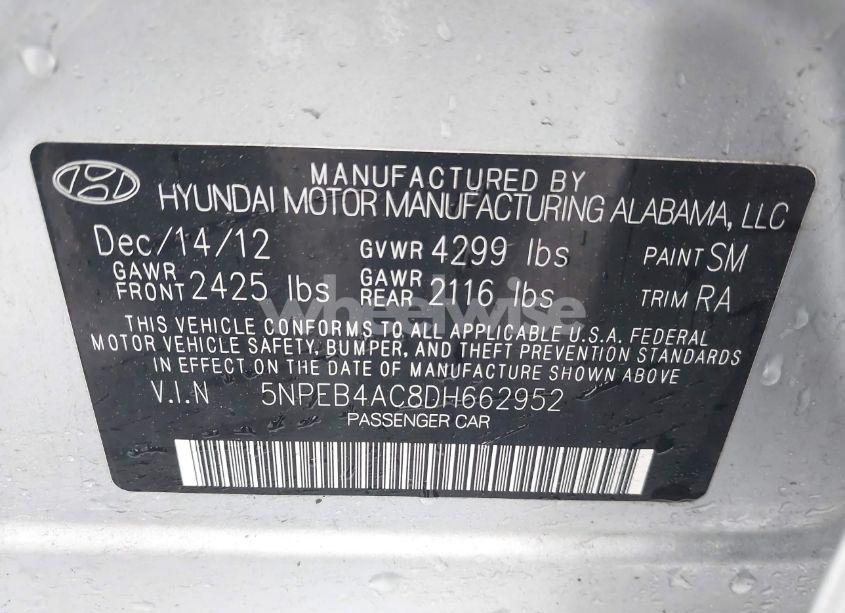 MANUFACTURED BY
HYUNDAI MOTOR MANUFACTURING ALABAMA, LLC
Dec/14/12 GVWR 4299 lbs PAINT SM
GAWR FRONT 2425 lbs GAWR REAR 2116 lbs TRIM RA
THIS VEHICLE CONFORMS TO ALL APPLICABLE U.S.A. FEDERAL
MOTOR VEHICLE SAFETY, BUMPER, AND THEFT PREVENTION STANDARDS
IN EFFECT ON THE DATE OF MANUFACTURE SHOWN ABOVE
V.I.N 5NPEB4AC8DH662952
PASSENGER CAR
wheelwise